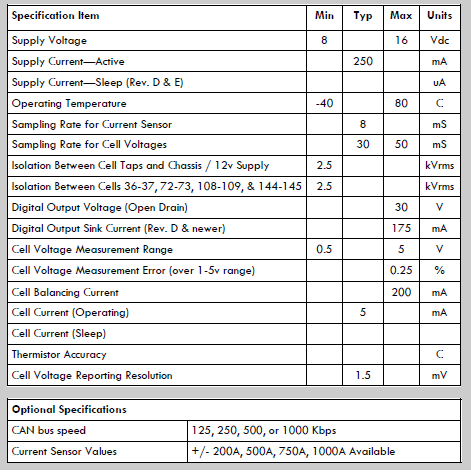 Specification Item Min Typ Max Units
Supply Voltage 8 16 Vdc
Supply Current—Active 250 mA
Supply Current—Sleep (Rev. D & E) uA
Operating Temperature -40 80 C
Sampling Rate for Current Sensor 8 mS
Sampling Rate for Cell Voltages 30 50 mS
Isolation Between Cell Taps and Chassis / 12v Supply 2.5 kVrms
Isolation Between Cells 36-37, 72-73, 108-109, & 144-145 2.5 kVrms
Digital Output Voltage (Open Drain) 30 V
Digital Output Sink Current (Rev. D & newer) 175 mA
Cell Voltage Measurement Range 0.5 5 V
Cell Voltage Measurement Error (over 1-5v range) 0.25 %
Cell Balancing Current 200 mA
Cell Current (Operating) 5 mA
Cell Current (Sleep)
Thermistor Accuracy C
Cell Voltage Reporting Resolution 1.5 mV
Optional Specifications
CAN bus speed 125, 250, 500, or 1000 Kbps
Current Sensor Values +/- 200A, 500A, 750A, 1000A Available